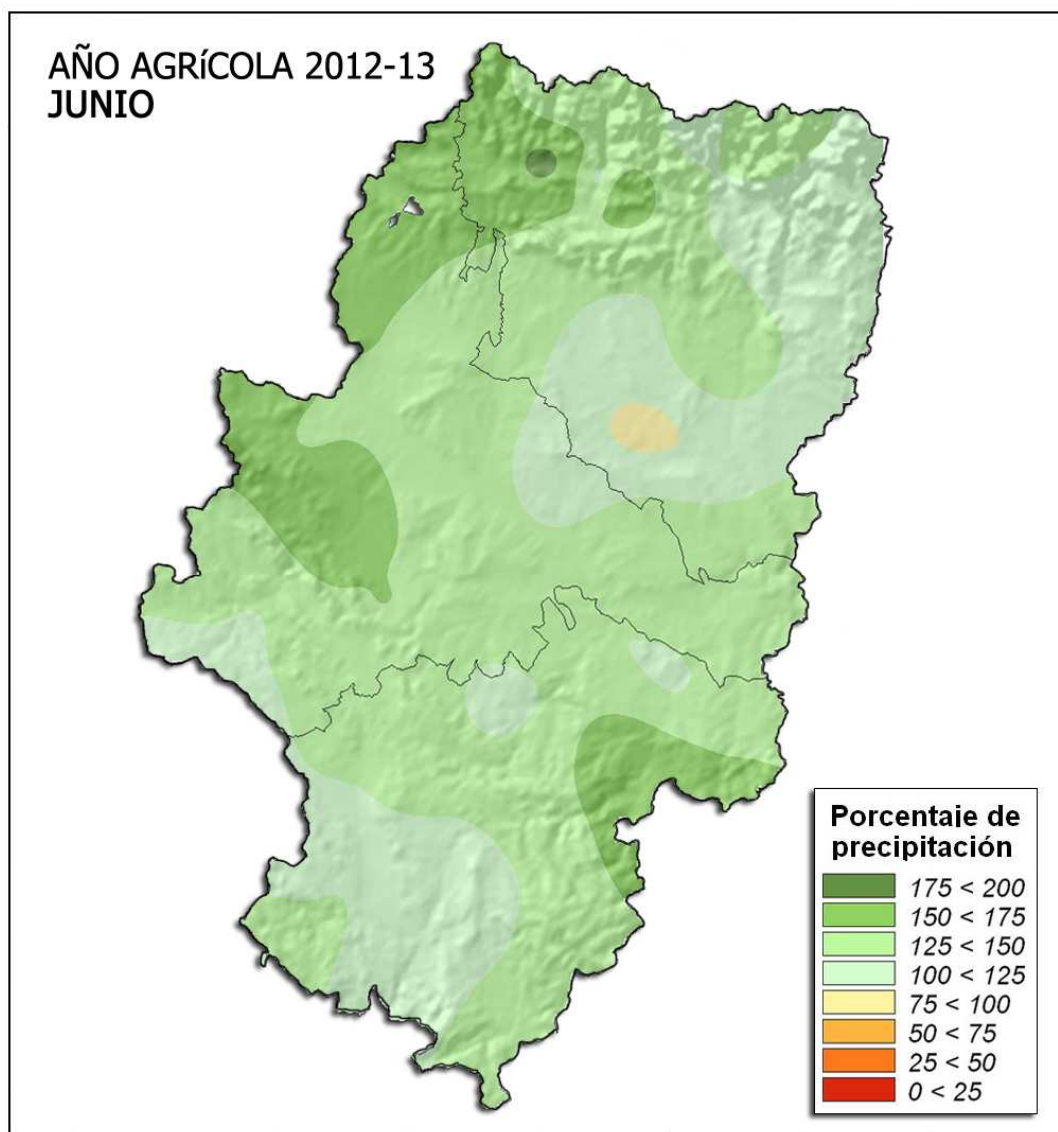 AÑO AGRíCOLA 2012-13
JUNIO
Porcentaje de
precipitación
175 < 200
150 < 175
125 < 150
100 < 125
75 < 100
50 < 75
25 < 50
0 < 25